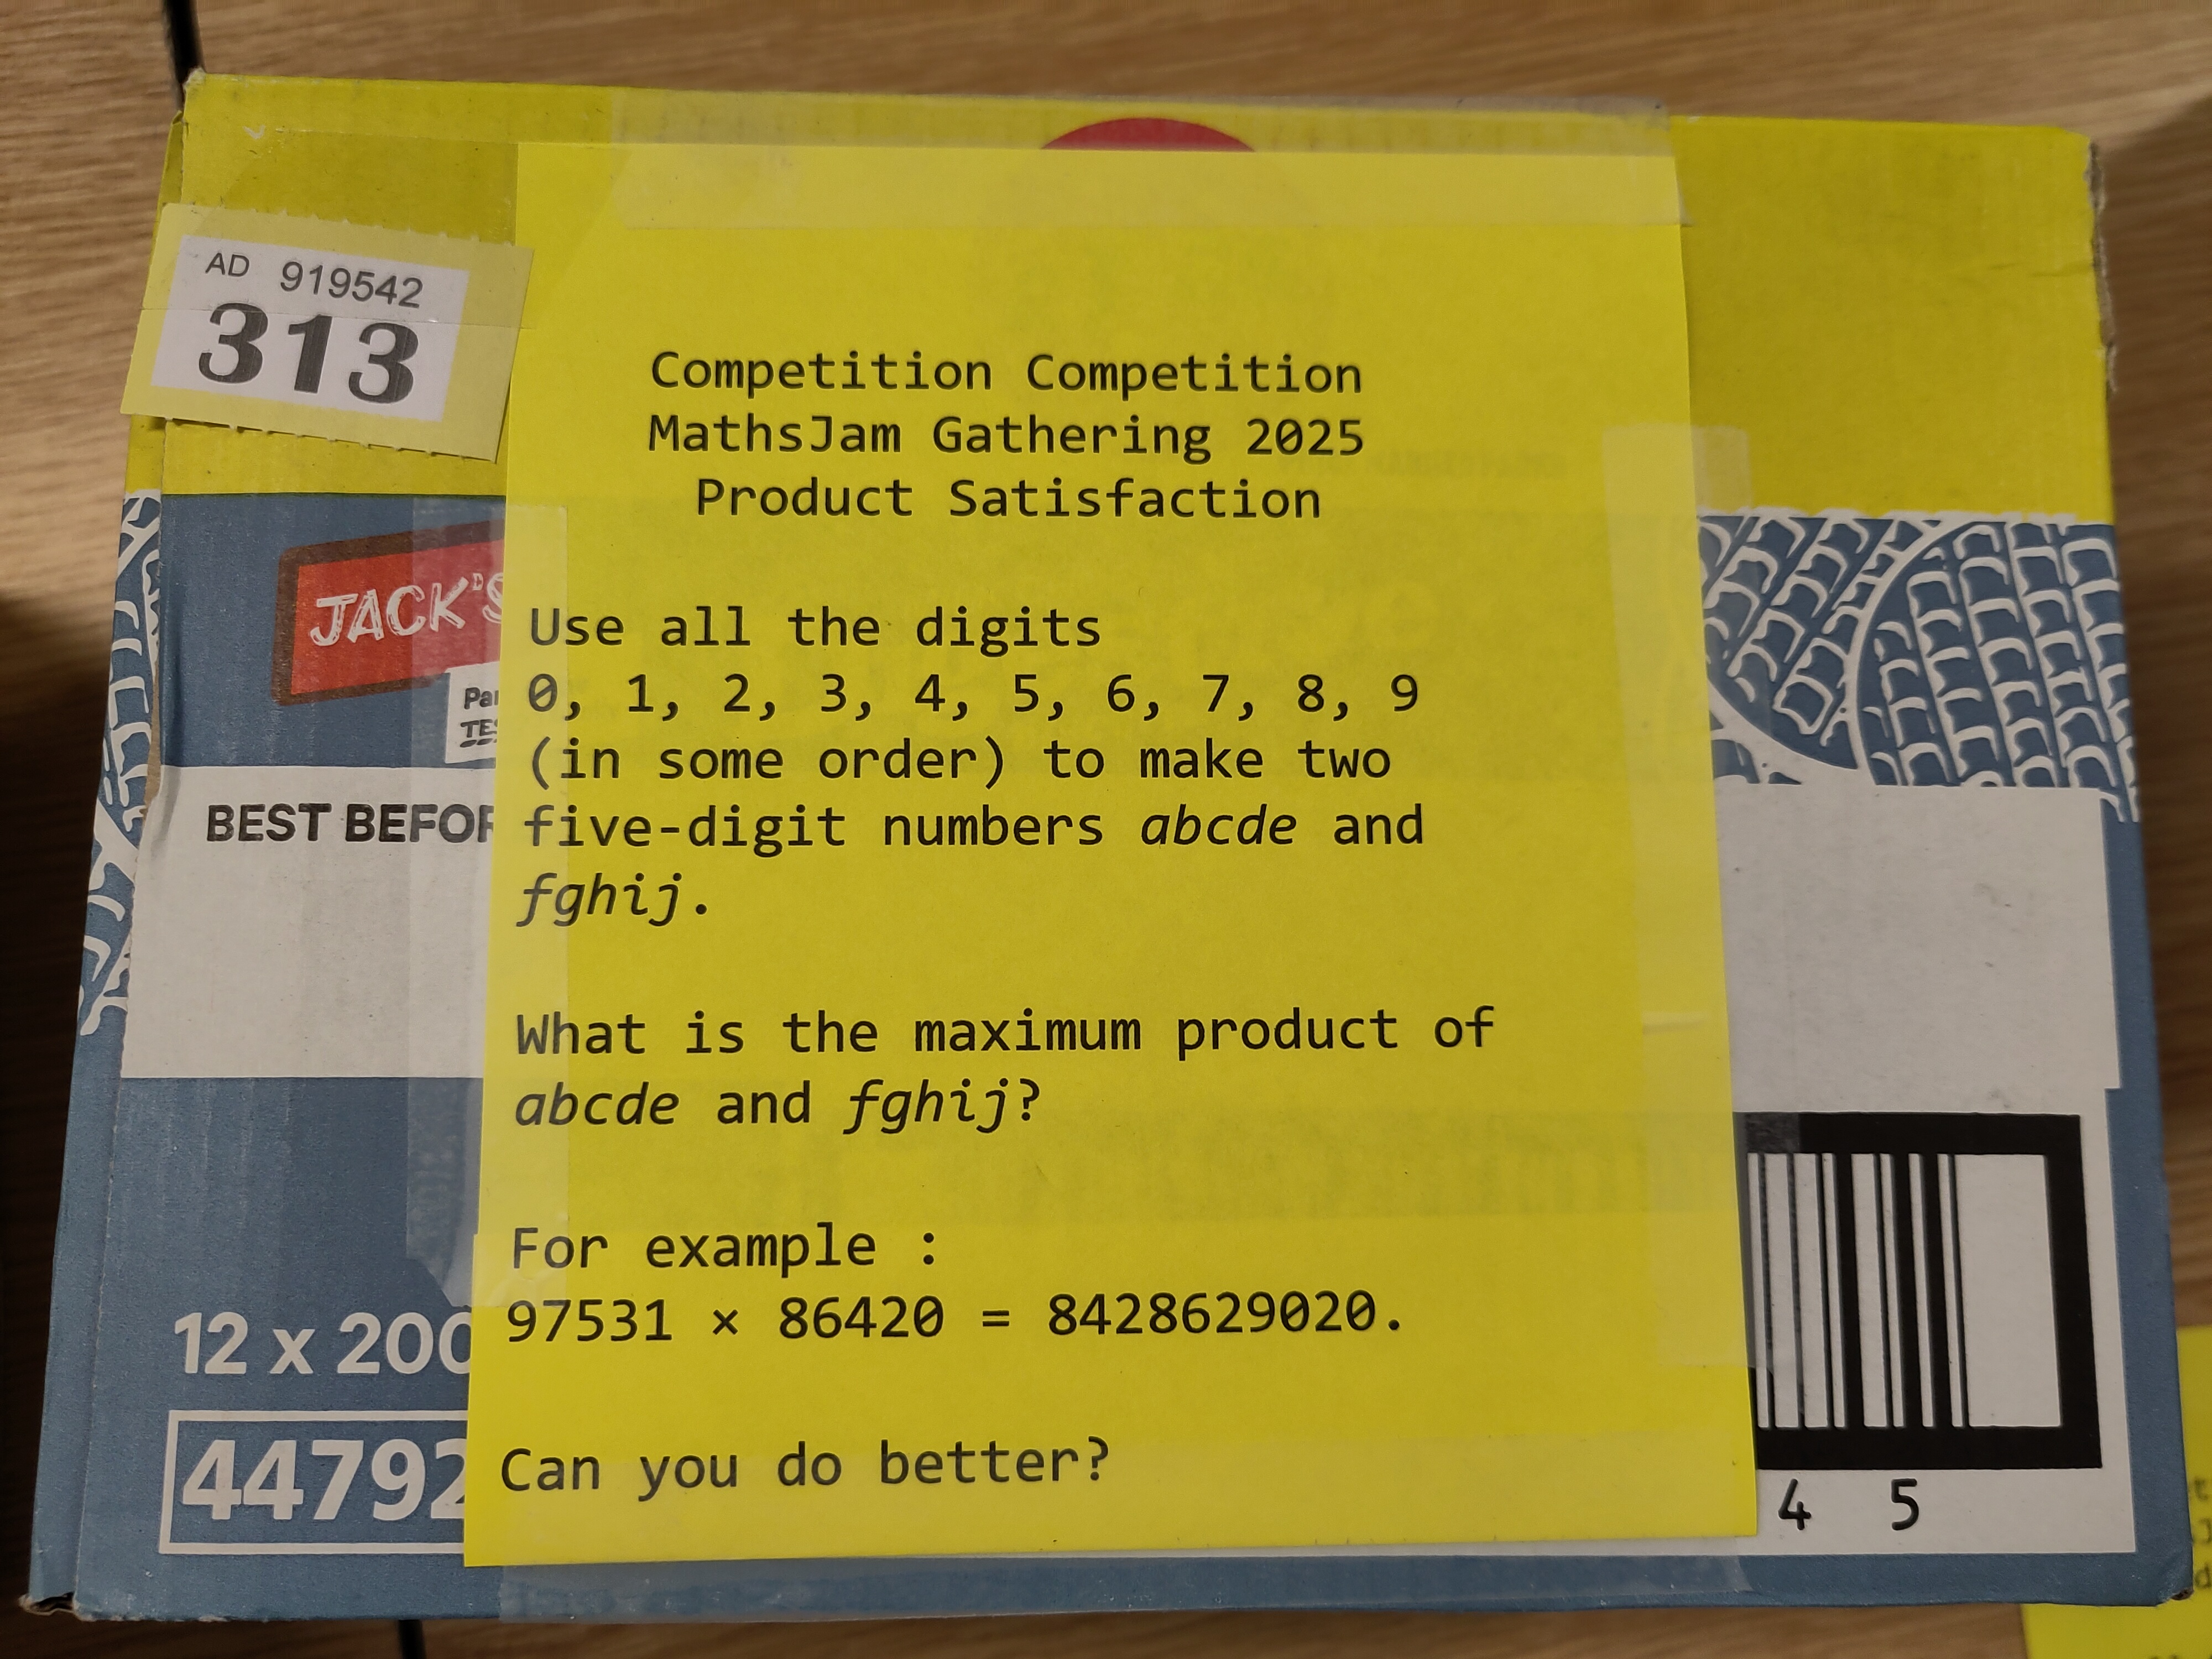 AD 919542
313
Competition Competition
MathsJam Gathering 2025
Product Satisfaction
JACK'S
Use all the digits
0, 1, 2, 3, 4, 5, 6, 7, 8, 9
(in some order) to make two
five-digit numbers abcde and
fghij.
BEST BEFOR
What is the maximum product of
abcde and fghij?
For example :
97531 × 86420 = 8428629020.
Can you do better?
12 x 200
44792
4 5